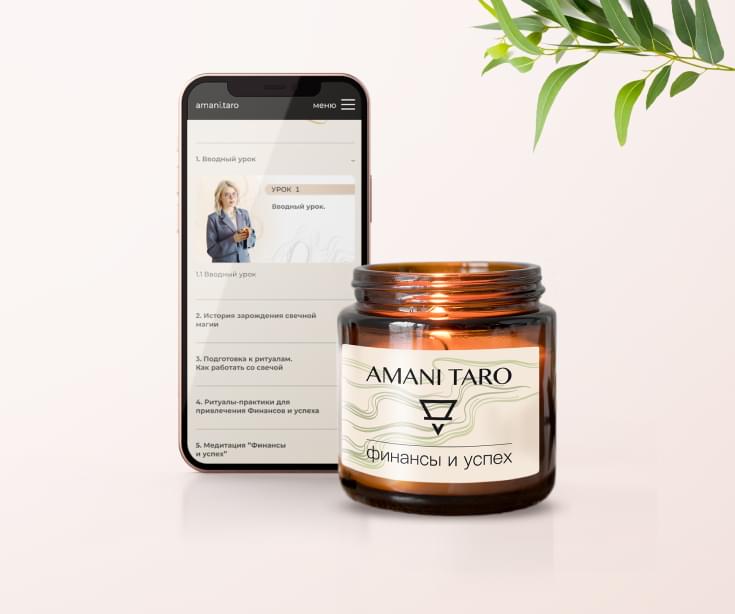 amani.taro
меню
1. Вводный урок
УРОК 1
Вводный урок.
1.1 Вводный урок
2. История зарождения свечной
магии
3. Подготовка к ритуалам.
Как работать со свечой
4. Ритуалы-практики для
привлечения Финансов и успеха
5. Медитация "Финансы
и успех"
AMANI TARO
финансы и успех